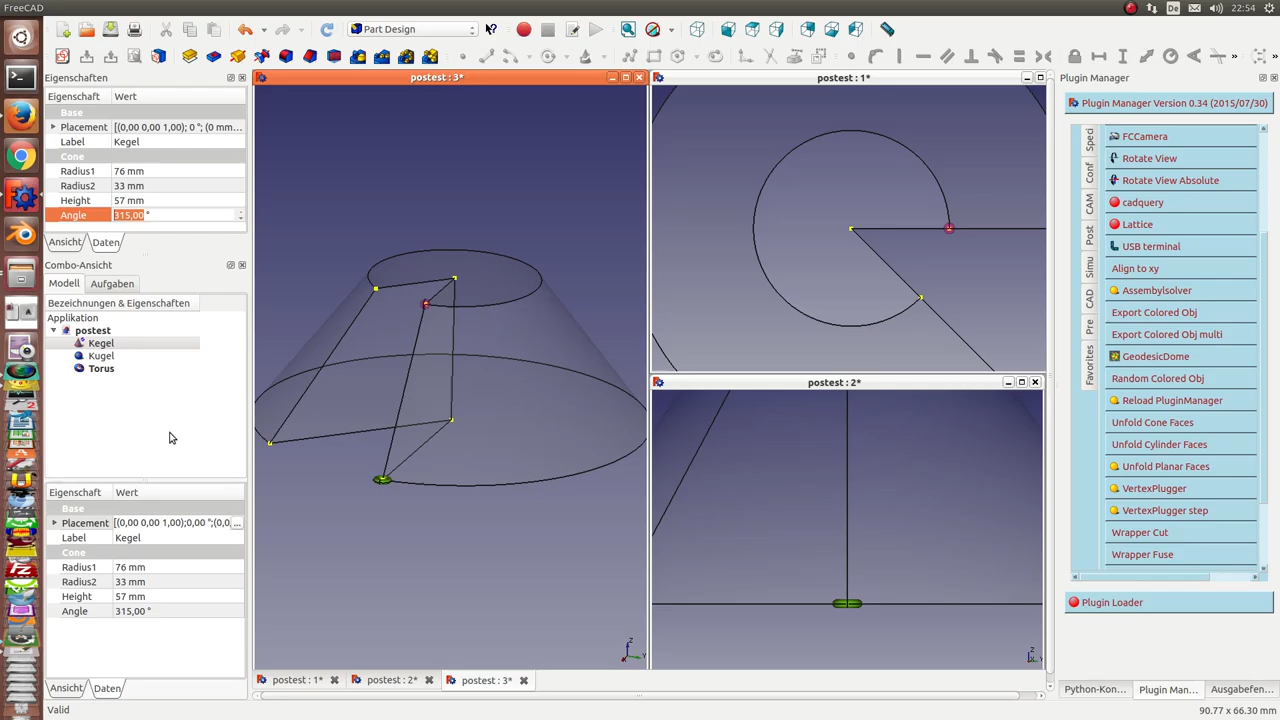 FreeCAD
De
22:54
Part Design
Eigenschaften
Eigenschaft Wert
Base
Placement [(0,00 0,00 1,00); 0 °; (0 mm...
Label Kegel
Cone
Radius1 76 mm
Radius2 33 mm
Height 57 mm
Angle 315,00 °
Ansicht Daten
Combo-Ansicht
Modell Aufgaben
Bezeichnungen & Eigenschaften
Applikation
postest
Kegel
Kugel
Torus
Eigenschaft Wert
Base
Placement [(0,00 0,00 1,00);0,00 °;(0,0, ...
Label Kegel
Cone
Radius1 76 mm
Radius2 33 mm
Height 57 mm
Angle 315,00 °
Ansicht Daten
Valid
postest : 3*
postest : 1*
postest : 2*
Z
Y
X
Z
X
postest : 1* postest : 2* postest : 3*
Plugin Manager
Plugin Manager Version 0.34 (2015/07/30)
Speci
Conf
CAM
Post
Simu
CAD
Pre
Favorites
FCCamera
Rotate View
Rotate View Absolute
cadquery
Lattice
USB terminal
Align to xy
Assembylsolver
Export Colored Obj
Export Colored Obj multi
GeodesicDome
Random Colored Obj
Reload PluginManager
Unfold Cone Faces
Unfold Cylinder Faces
Unfold Planar Faces
VertexPlugger
VertexPlugger step
Wrapper Cut
Wrapper Fuse
Plugin Loader
Python-Kon... Plugin Man... Ausgabefen...
90.77 x 66.30 mm